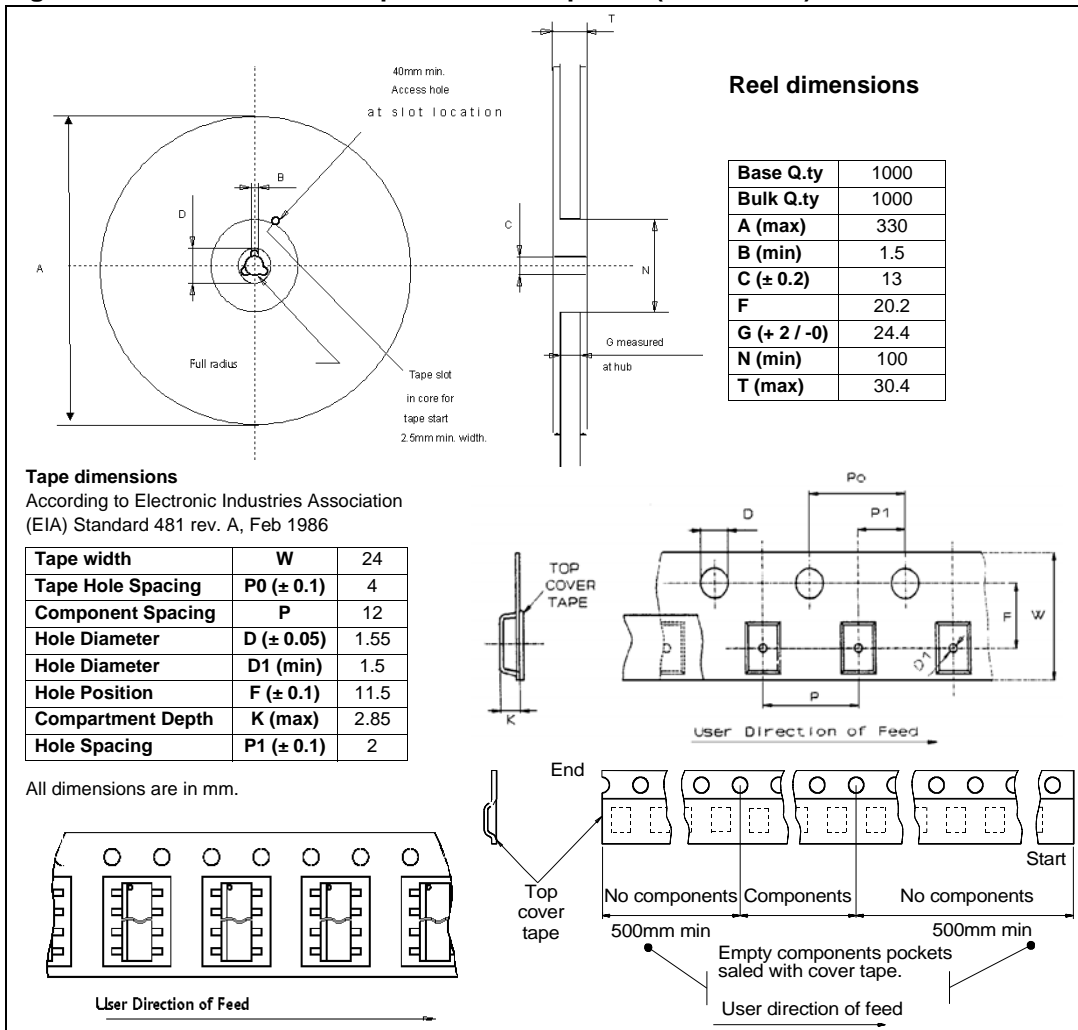 T
40mm min.
Access hole
at slot location
B
D
A
C
N
G measured
at hub
Full radius
Tape slot
in core for
tape start
2.5mm min. width.
Reel dimensions
Base Q.ty 1000
Bulk Q.ty 1000
A (max) 330
B (min) 1.5
C (± 0.2) 13
F 20.2
G (+ 2 / -0) 24.4
N (min) 100
T (max) 30.4
Tape dimensions
According to Electronic Industries Association
(EIA) Standard 481 rev. A, Feb 1986
Tape width W 24
Tape Hole Spacing P0 (± 0.1) 4
Component Spacing P 12
Hole Diameter D (± 0.05) 1.55
Hole Diameter D1 (min) 1.5
Hole Position F (± 0.1) 11.5
Compartment Depth K (max) 2.85
Hole Spacing P1 (± 0.1) 2
All dimensions are in mm.
Po
D
P1
TOP
COVER
TAPE
F
W
D1
K
P
User Direction of Feed
End
Start
Top
cover
tape
No components
Components
No components
500mm min
500mm min
Empty components pockets
saled with cover tape.
User direction of feed
User Direction of Feed